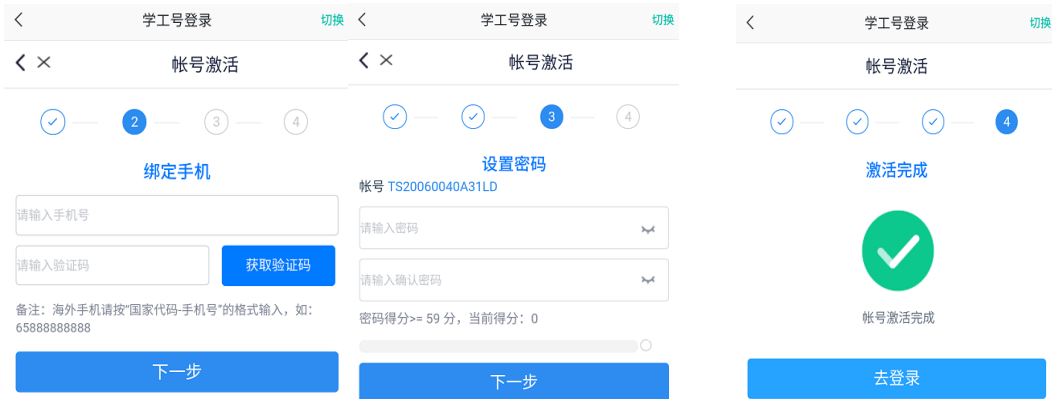 学工号登录
切换
帐号激活
2
3
4
绑定手机
请输入手机号
请输入验证码
获取验证码
备注：海外手机请按“国家代码-手机号”的格式输入，如：
65888888888
下一步
学工号登录
切换
帐号激活
3
4
设置密码
帐号 TS20060040A31LD
请输入密码
请输入确认密码
密码得分>= 59 分，当前得分：0
下一步
学工号登录
切换
帐号激活
4
激活完成
帐号激活完成
去登录